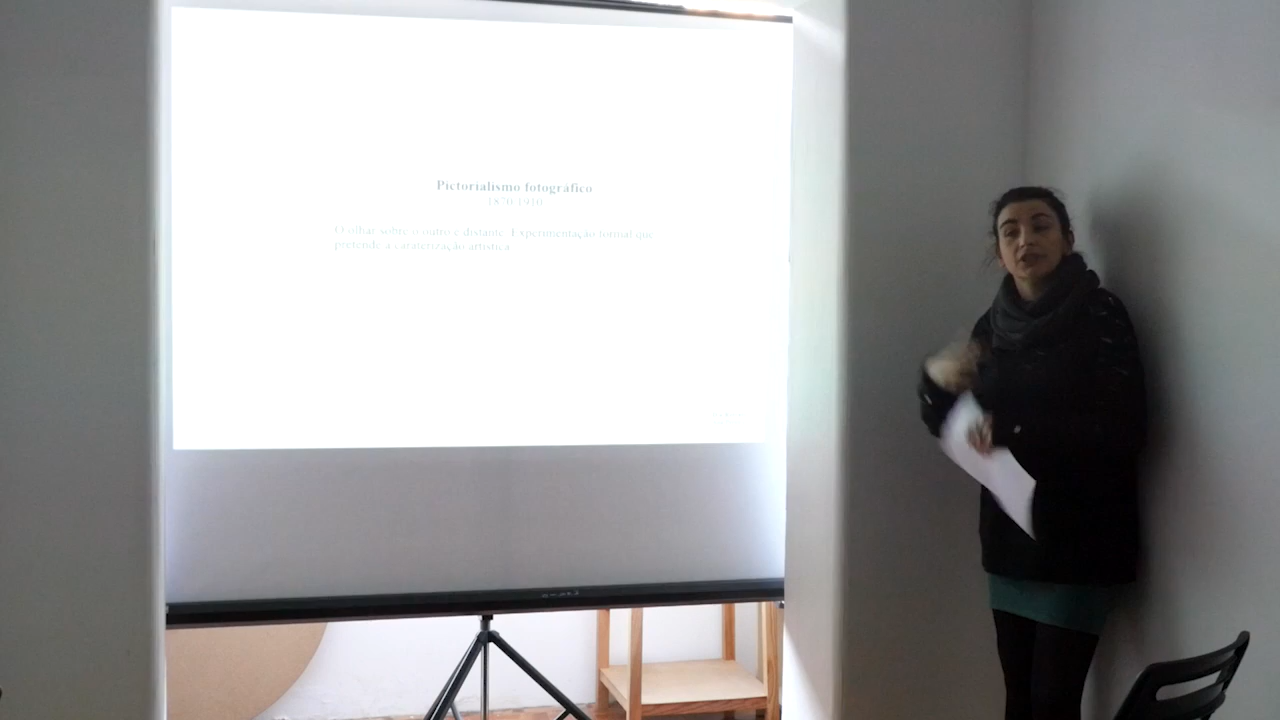 Pictorialismo fotográfico
1870-1910
O olhar sobre o outro é distante. Experimentação formal que
pretende a caraterização artística.